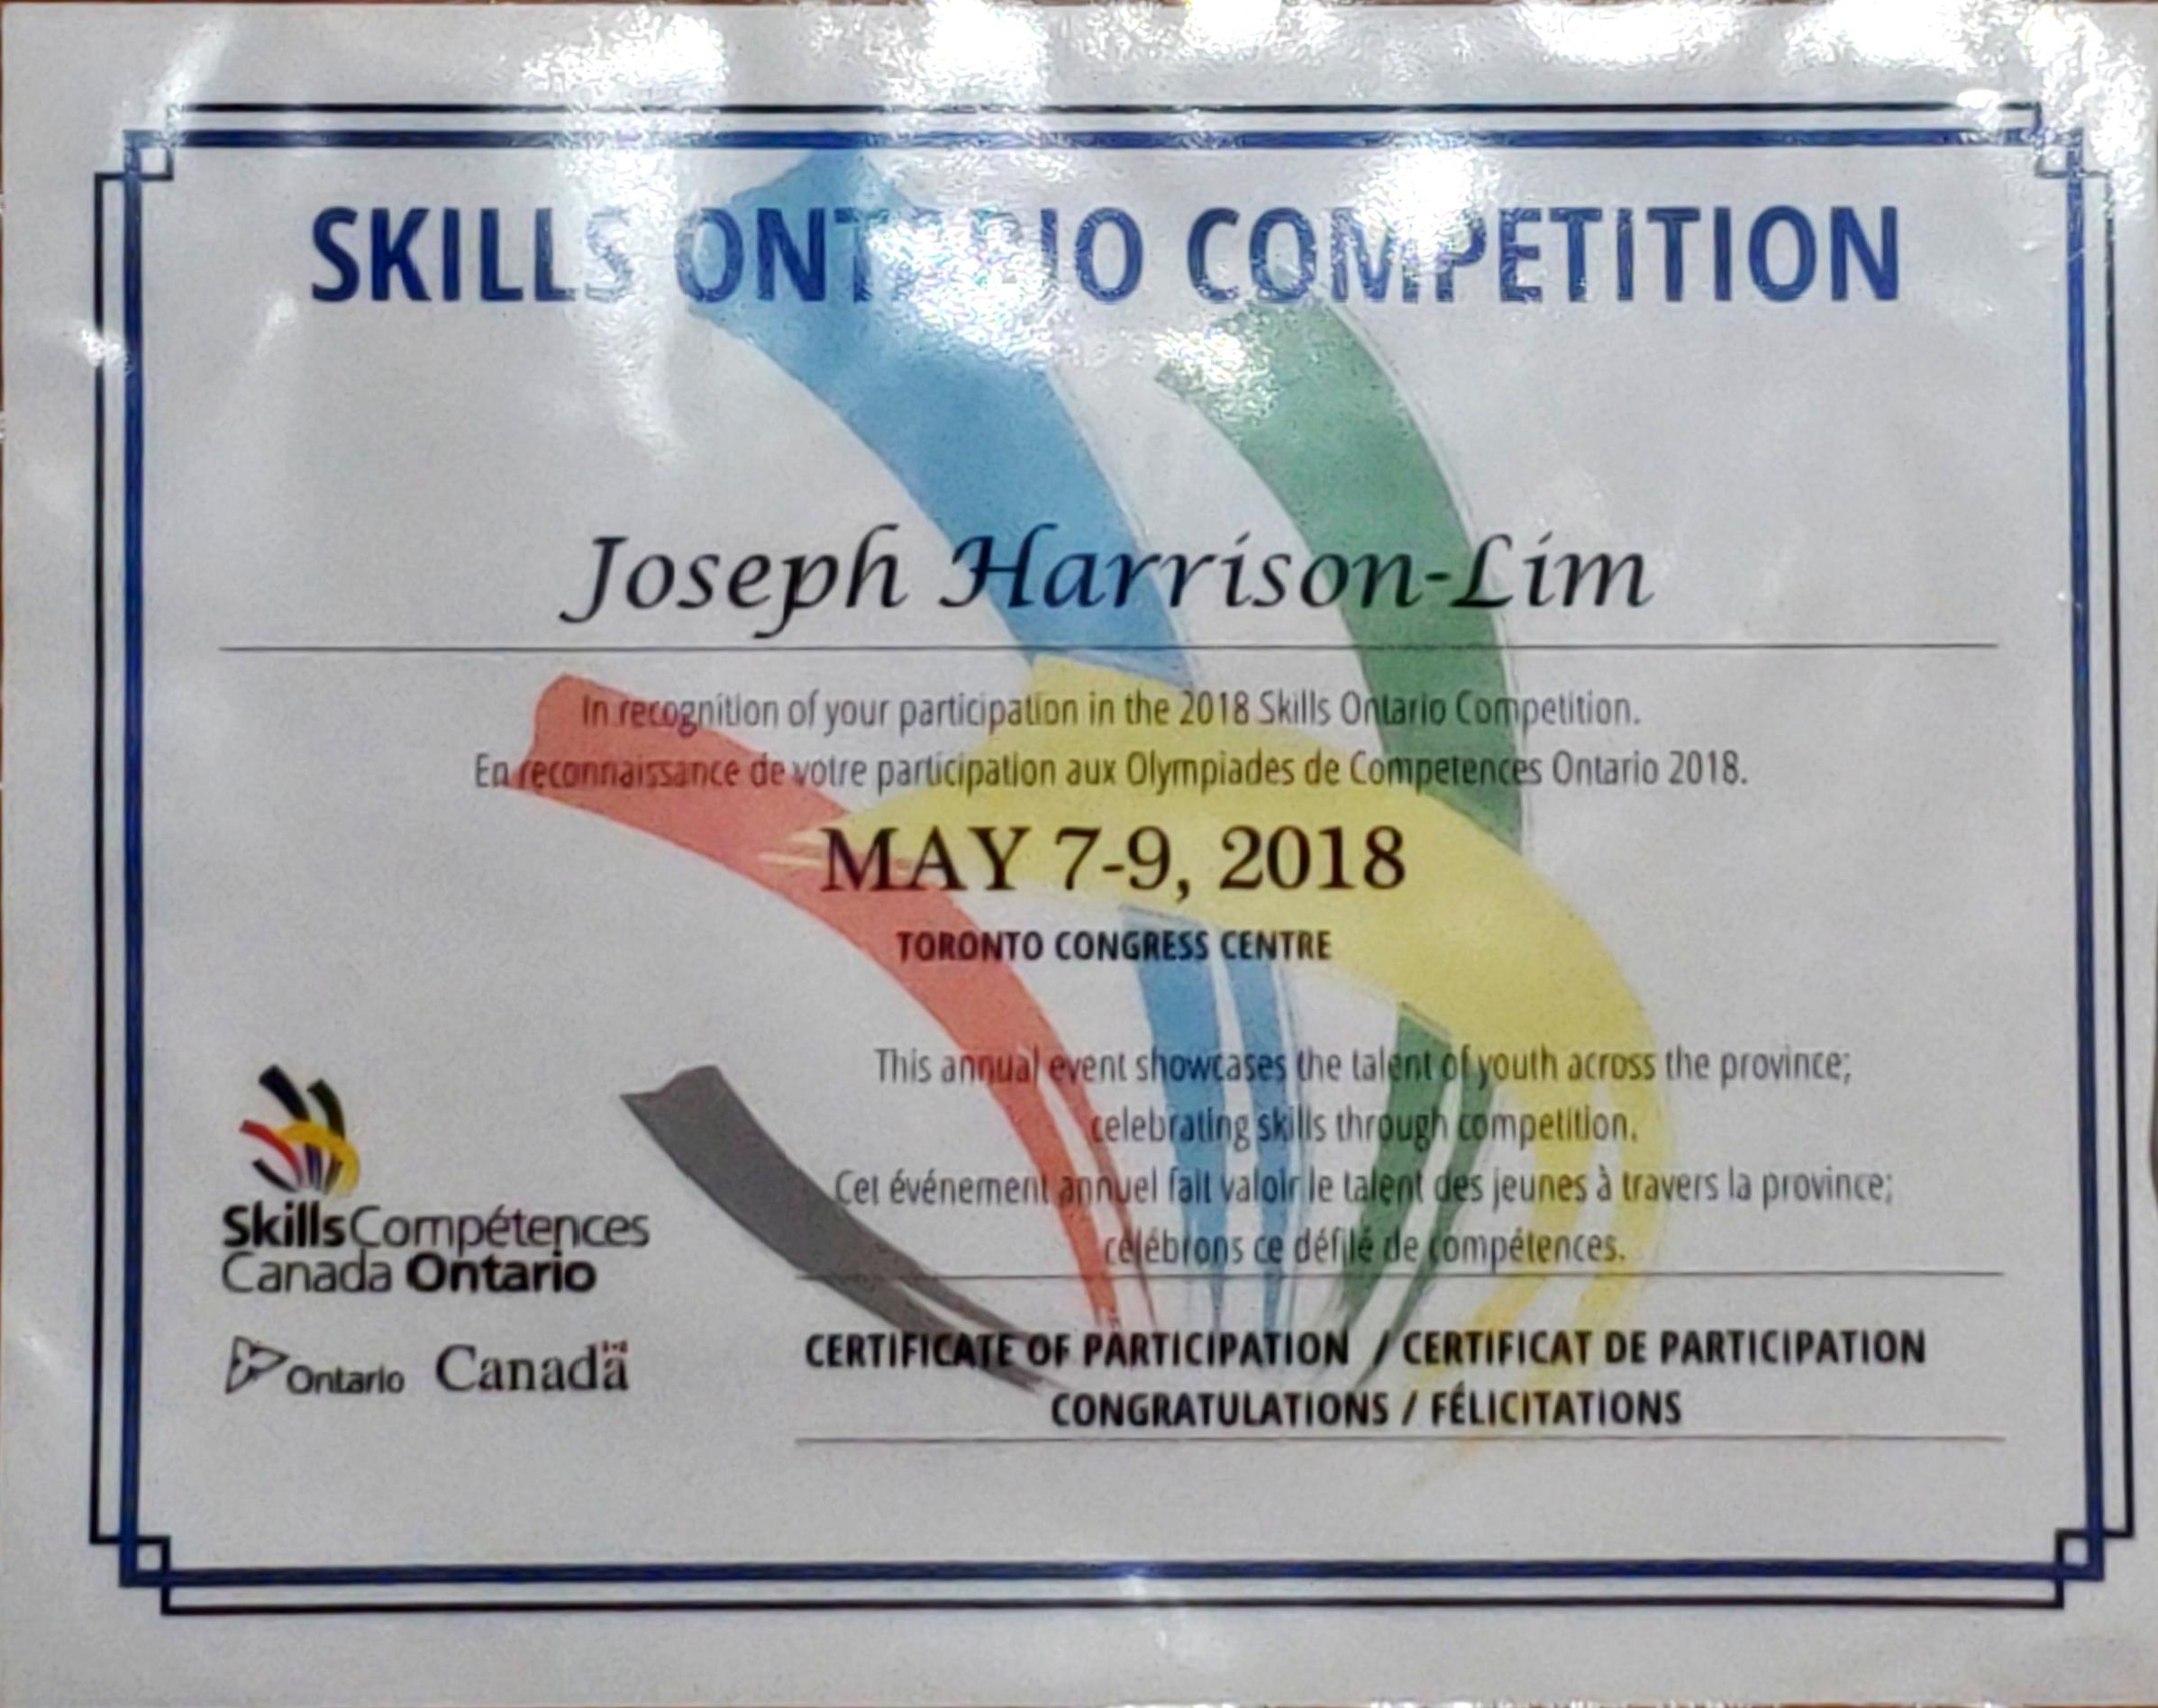 SKILLS ONTARIO COMPETITION
Joseph Harrison-Lim
In recognition of your participation in the 2018 Skills Ontario Competition.
En reconnaissance de votre participation aux Olympiades de Competences Ontario 2018.
MAY 7-9, 2018
TORONTO CONGRESS CENTRE
This annual event showcases the talent of youth across the province;
celebrating skills through competition.
Cet événement annuel fait valoir le talent des jeunes à travers la province;
célébrons ce défilé de compétences.
SkillsCompétences
Canada Ontario
Ontario Canada
CERTIFICATE OF PARTICIPATION / CERTIFICAT DE PARTICIPATION
CONGRATULATIONS / FÉLICITATIONS